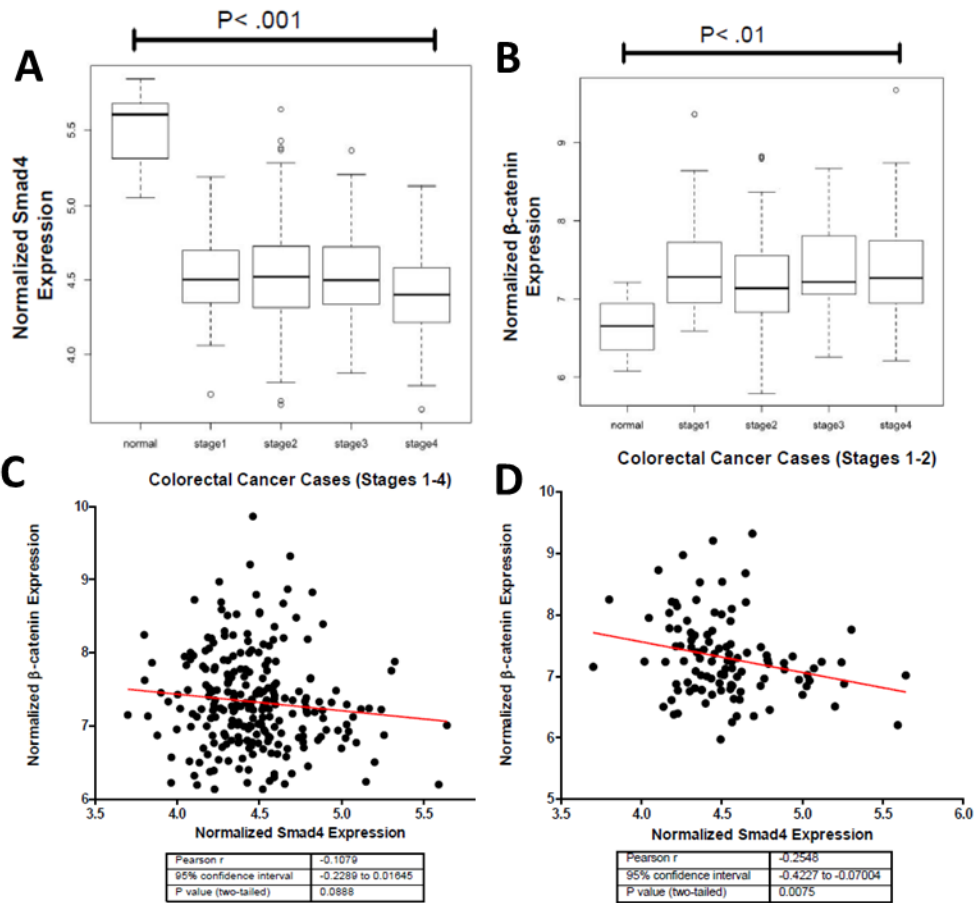 P< .001
A
Normalized Smad4
Expression
5.5
5.0
4.5
4.0
normal stage1 stage2 stage3 stage4
P< .01
B
Normalized β-catenin
Expression
9
8
7
6
normal stage1 stage2 stage3 stage4
C
Colorectal Cancer Cases (Stages 1-4)
Normalized β-catenin Expression
10
9
8
7
6
3.5 4.0 4.5 5.0 5.5
Normalized Smad4 Expression
Pearson r -0.1079
95% confidence interval -0.2289 to 0.01645
P value (two-tailed) 0.0888
D
Colorectal Cancer Cases (Stages 1-2)
Normalized β-catenin Expression
10
9
8
7
6
5
3.5 4.0 4.5 5.0 5.5 6.0
Normalized Smad4 Expression
Pearson r -0.2548
95% confidence interval -0.4227 to -0.07004
P value (two-tailed) 0.0075